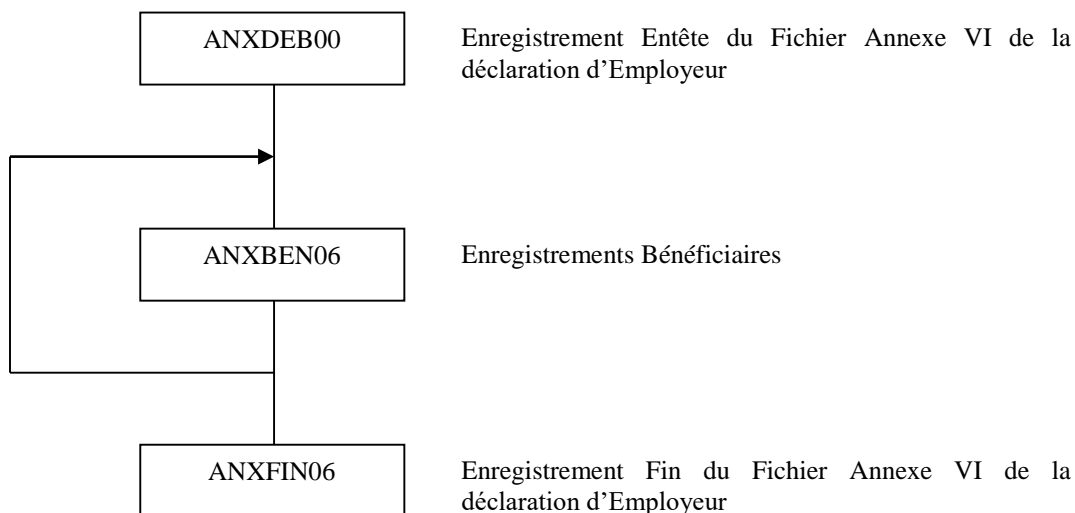 ANXDEB00
Enregistrement Entête du Fichier Annexe VI de la
déclaration d’Employeur
ANXBEN06
Enregistrements Bénéficiaires
ANXFIN06
Enregistrement Fin du Fichier Annexe VI de la
déclaration d’Employeur